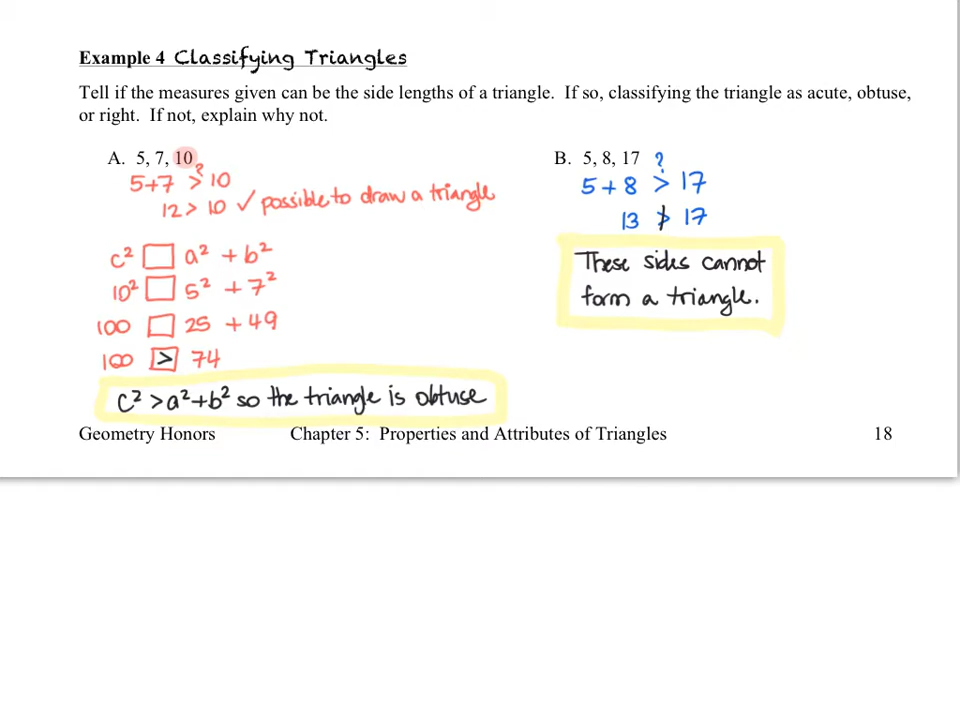 Example 4 Classifying Triangles
Tell if the measures given can be the side lengths of a triangle. If so, classifying the triangle as acute, obtuse,
or right. If not, explain why not.
A. 5, 7, 10
5+7 >? 10
12 > 10 ✓ possible to draw a triangle
c² □ a² + b²
10² □ 5² + 7²
100 □ 25 + 49
100 > 74
c² > a² + b² so the triangle is obtuse
B. 5, 8, 17
5 + 8 >? 17
13 ≯ 17
These sides cannot
form a triangle.
Geometry Honors Chapter 5: Properties and Attributes of Triangles 18